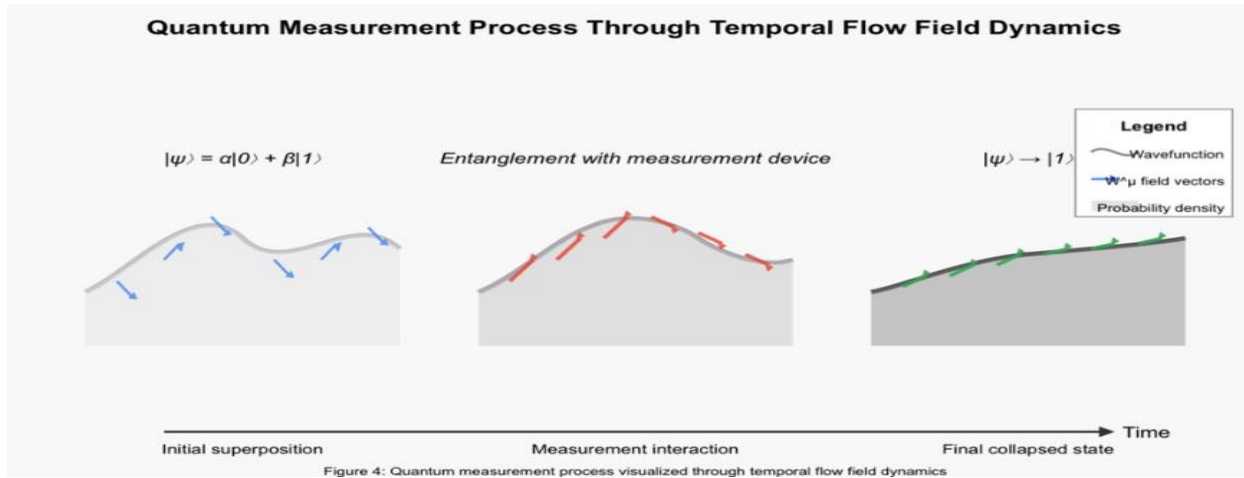 Quantum Measurement Process Through Temporal Flow Field Dynamics
|ψ⟩ = α|0⟩ + β|1⟩
Entanglement with measurement device
|ψ⟩ → |1⟩
Legend
Wavefunction
W^μ field vectors
Probability density
Time
Initial superposition
Measurement interaction
Final collapsed state
Figure 4: Quantum measurement process visualized through temporal flow field dynamics